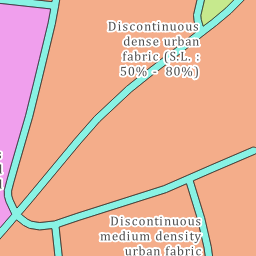 Discontinuous
dense urban
fabric (S.L. :
50% - 80%)
Discontinuous
medium density
urban fabric